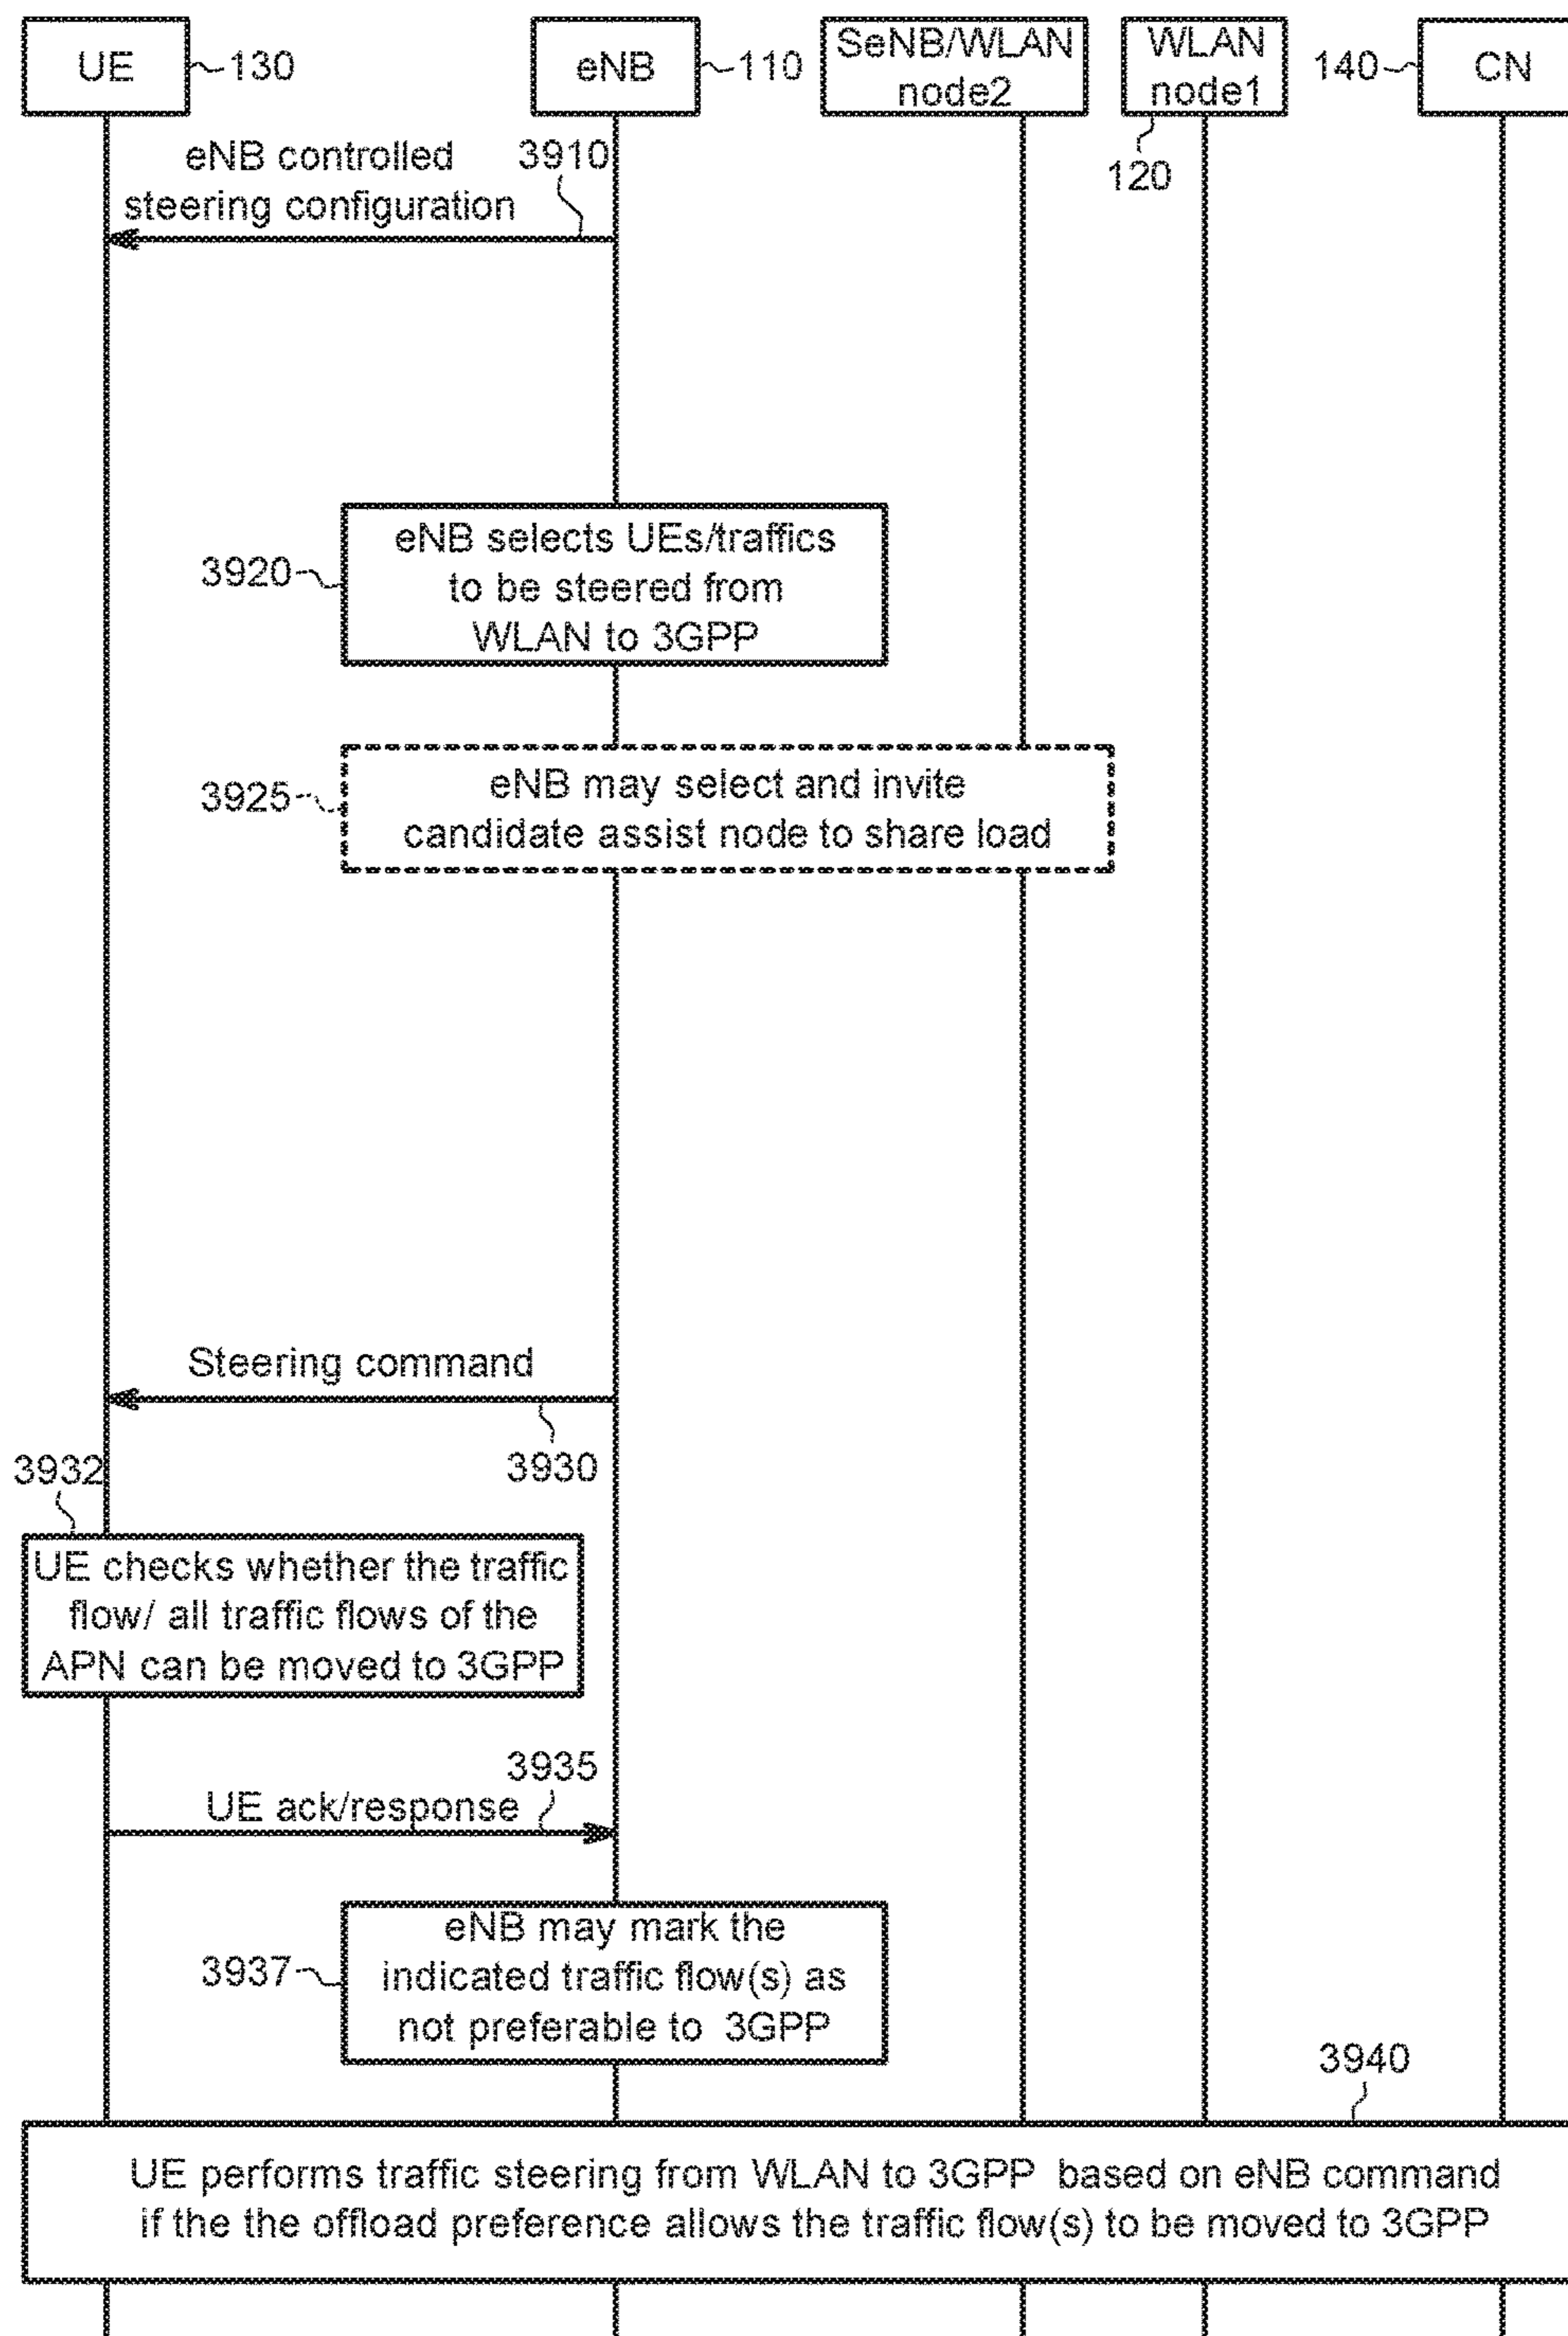 UE
130
eNB
110
SeNB/WLAN
node2
WLAN
node1
120
140
CN
eNB controlled
steering configuration
3910
3920
eNB selects UEs/traffics
to be steered from
WLAN to 3GPP
3925
eNB may select and invite
candidate assist node to share load
Steering command
3930
3932
UE checks whether the traffic
flow/ all traffic flows of the
APN can be moved to 3GPP
3935
UE ack/response
3937
eNB may mark the
indicated traffic flow(s) as
not preferable to 3GPP
3940
UE performs traffic steering from WLAN to 3GPP based on eNB command
if the the offload preference allows the traffic flow(s) to be moved to 3GPP